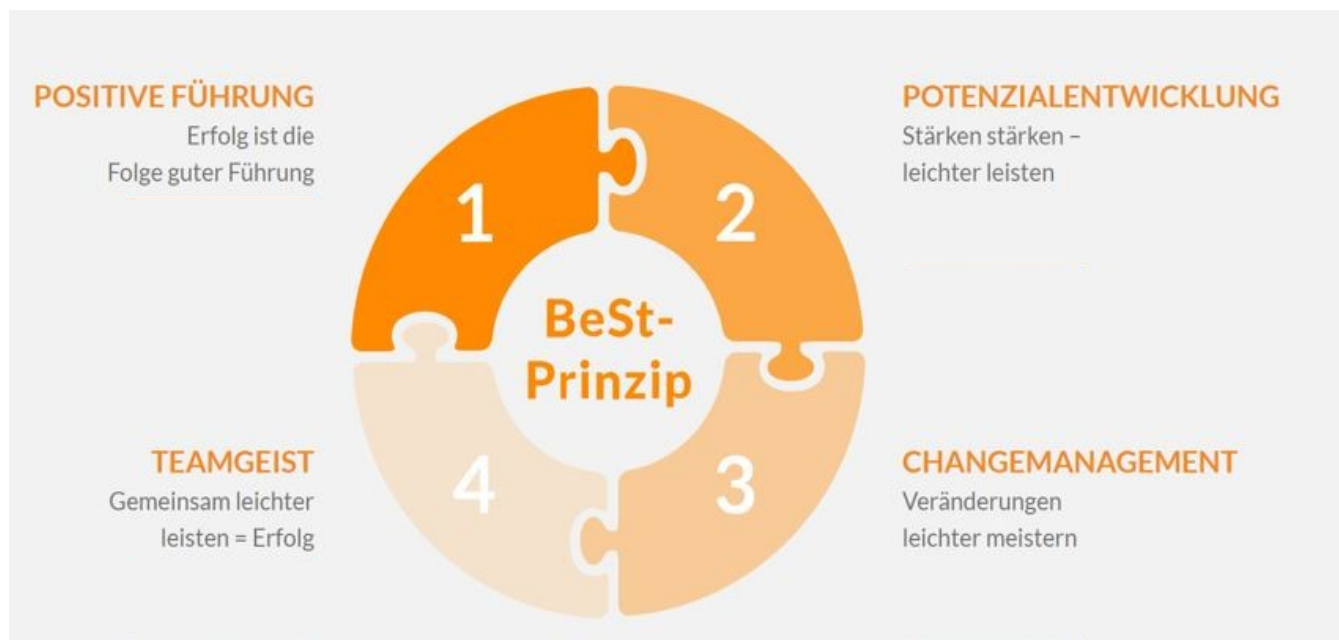 POSITIVE FÜHRUNG
Erfolg ist die
Folge guter Führung
1
2
POTENZIALENTWICKLUNG
Stärken stärken –
leichter leisten
BeSt-
Prinzip
TEAMGEIST
Gemeinsam leichter
leisten = Erfolg
4
3
CHANGEMANAGEMENT
Veränderungen
leichter meistern